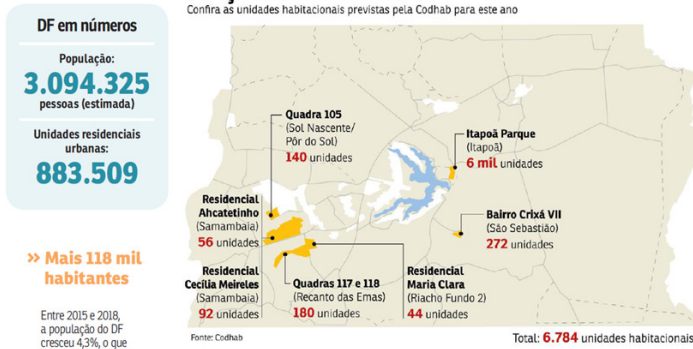 Confira as unidades habitacionais previstas pela Codhab para este ano
DF em números
População:
3.094.325
pessoas (estimada)
Unidades residenciais
urbanas:
883.509
>> Mais 118 mil
habitantes
Entre 2015 e 2018,
a população do DF
cresceu 4,3%, o que
Quadra 105
(Sol Nascente/
Pôr do Sol)
140 unidades
Itapoã Parque
(Itapoã)
6 mil unidades
Residencial
Ahcatetinho
(Samambaia)
56 unidades
Bairro Crixá VII
(São Sebastião)
272 unidades
Residencial
Cecília Meireles
(Samambaia)
92 unidades
Quadras 117 e 118
(Recanto das Emas)
180 unidades
Residencial
Maria Clara
(Riacho Fundo 2)
44 unidades
Fonte: Codhab
Total: 6.784 unidades habitacionais